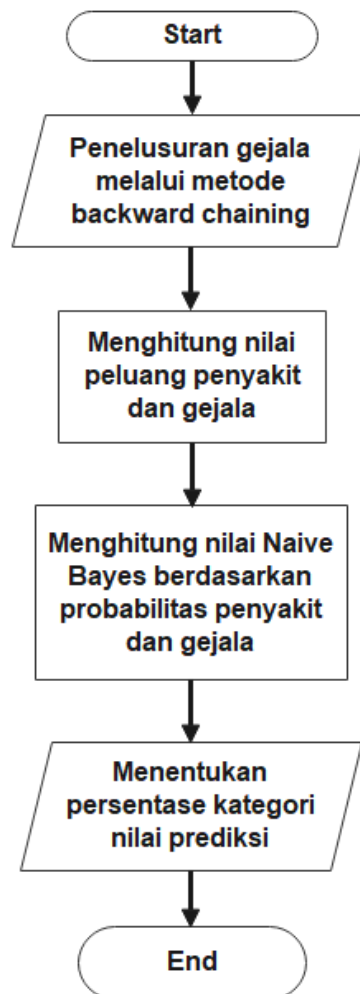 Start
Penelusuran gejala
melalui metode
backward chaining
Menghitung nilai
peluang penyakit
dan gejala
Menghitung nilai Naive
Bayes berdasarkan
probabilitas penyakit
dan gejala
Menentukan
persentase kategori
nilai prediksi
End